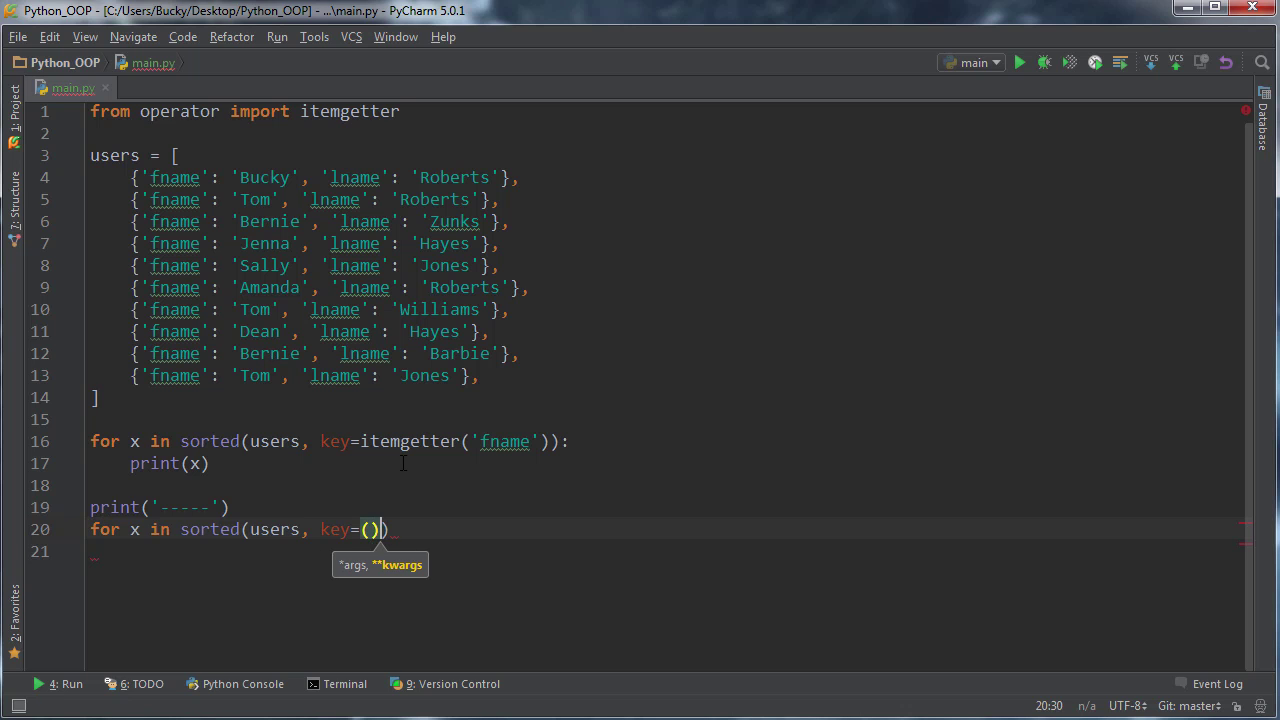 Python_OOP - [C:/Users/Bucky/Desktop/Python_OOP] - ...\main.py - PyCharm 5.0.1
File Edit View Navigate Code Refactor Run Tools VCS Window Help
Python_OOP main.py main VCS VCS
main.py
1: Project
7: Structure
2: Favorites
Database
1 from operator import itemgetter
2
3 users = [
4 {'fname': 'Bucky', 'lname': 'Roberts'},
5 {'fname': 'Tom', 'lname': 'Roberts'},
6 {'fname': 'Bernie', 'lname': 'Zunks'},
7 {'fname': 'Jenna', 'lname': 'Hayes'},
8 {'fname': 'Sally', 'lname': 'Jones'},
9 {'fname': 'Amanda', 'lname': 'Roberts'},
10 {'fname': 'Tom', 'lname': 'Williams'},
11 {'fname': 'Dean', 'lname': 'Hayes'},
12 {'fname': 'Bernie', 'lname': 'Barbie'},
13 {'fname': 'Tom', 'lname': 'Jones'},
14 ]
15
16 for x in sorted(users, key=itemgetter('fname')):
17 print(x)
18
19 print('-----')
20 for x in sorted(users, key=())
21
*args, **kwargs
4: Run 6: TODO Python Console Terminal 9: Version Control Event Log
20:30 n/a UTF-8 Git: master